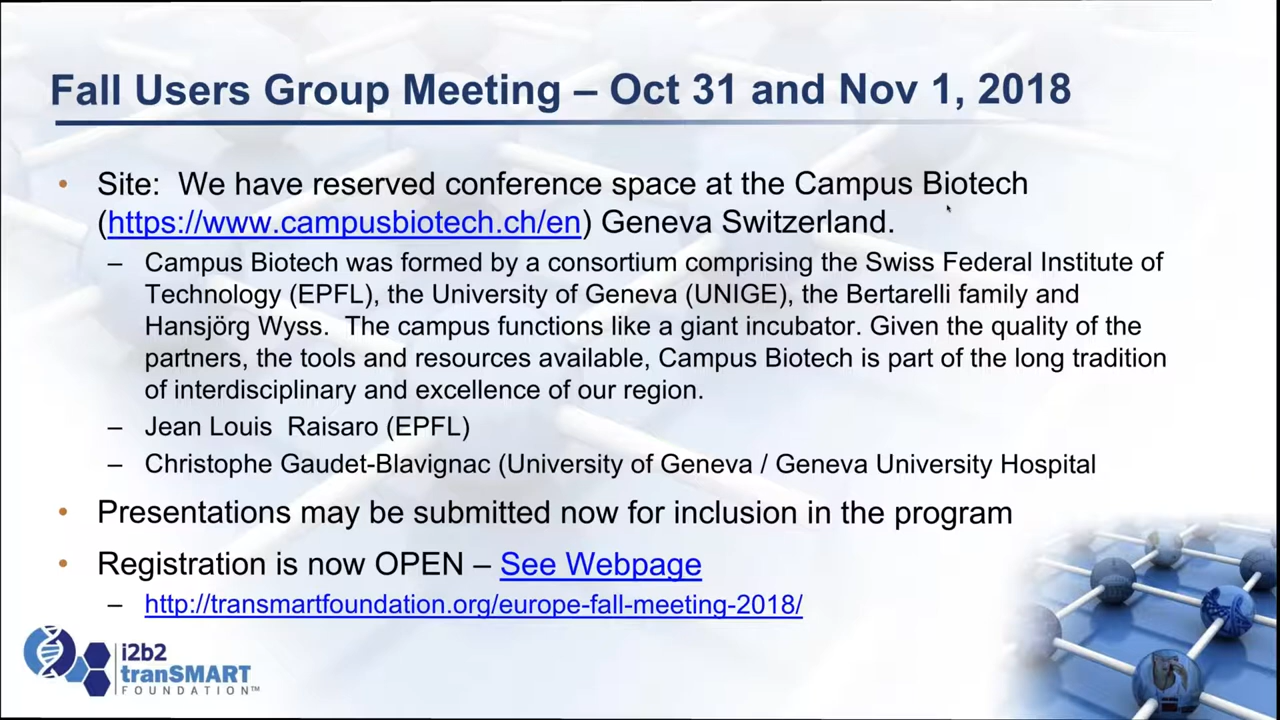 Fall Users Group Meeting – Oct 31 and Nov 1, 2018
• Site: We have reserved conference space at the Campus Biotech
(https://www.campusbiotech.ch/en) Geneva Switzerland.
– Campus Biotech was formed by a consortium comprising the Swiss Federal Institute of
Technology (EPFL), the University of Geneva (UNIGE), the Bertarelli family and
Hansjörg Wyss. The campus functions like a giant incubator. Given the quality of the
partners, the tools and resources available, Campus Biotech is part of the long tradition
of interdisciplinary and excellence of our region.
– Jean Louis Raisaro (EPFL)
– Christophe Gaudet-Blavignac (University of Geneva / Geneva University Hospital
• Presentations may be submitted now for inclusion in the program
• Registration is now OPEN – See Webpage
– http://transmartfoundation.org/europe-fall-meeting-2018/
i2b2
tranSMART
FOUNDATION™